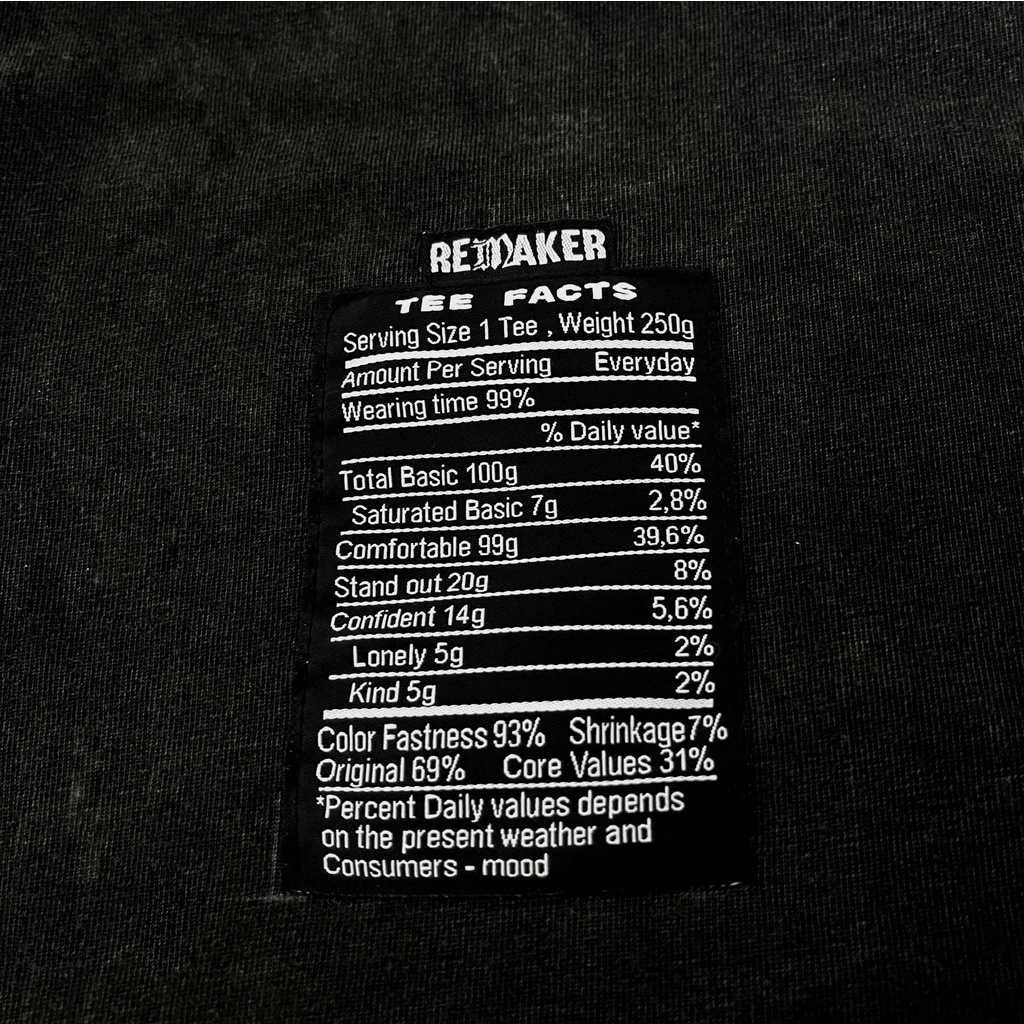 REMAKER
TEE FACTS
Serving Size 1 Tee , Weight 250g
Amount Per Serving Everyday
Wearing time 99%
% Daily value*
Total Basic 100g 40%
Saturated Basic 7g 2,8%
Comfortable 99g 39,6%
Stand out 20g 8%
Confident 14g 5,6%
Lonely 5g 2%
Kind 5g 2%
Color Fastness 93% Shrinkage 7%
Original 69% Core Values 31%
*Percent Daily values depends
on the present weather and
Consumers - mood